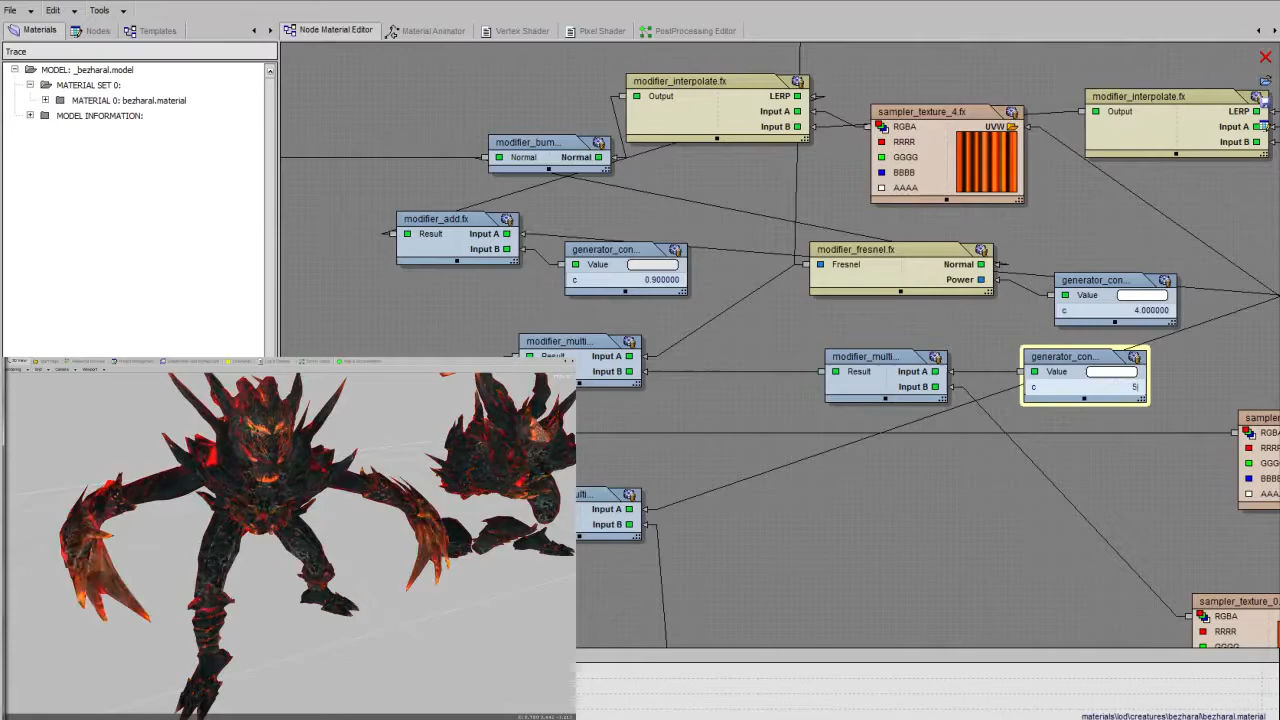 File Edit Tools
Materials Nodes Templates Node Material Editor Material Animator Vertex Shader Pixel Shader PostProcessing Editor
Trace
MODEL: _bezharal.model
MATERIAL SET 0:
MATERIAL 0: bezharal.material
MODEL INFORMATION:
modifier_interpolate.fx
Output LERP
Input A
Input B
sampler_texture_4.fx
RGBA UVW
RRRR
GGGG
BBBB
AAAA
modifier_interpolate.fx
Output LERP
Input A
Input B
modifier_bum...
Normal Normal
modifier_add.fx
Result Input A
Input B
generator_con...
Value
c 0.900000
modifier_fresnel.fx
Fresnel Normal
Power
generator_con...
Value
c 4.000000
modifier_multi...
Input A
Input B
modifier_multi...
Result Input A
Input B
generator_con...
Value
c 5
sampler
RGBA
RRRR
GGGG
BBBB
AAAA
ulti...
Input A
Input B
sampler_texture_0
RGBA
RRRR
GGGG
materials\lod\creatures\bezharal\bezharal.material